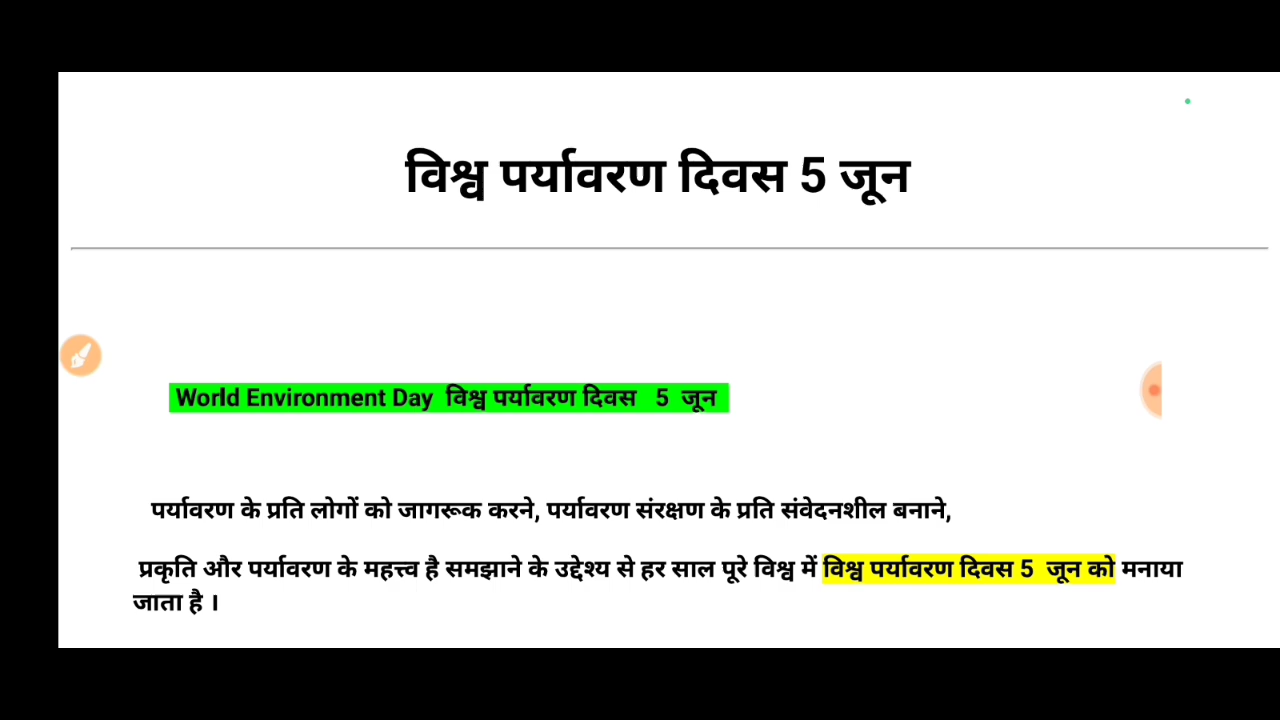 विश्व पर्यावरण दिवस 5 जून
World Environment Day विश्व पर्यावरण दिवस 5 जून
पर्यावरण के प्रति लोगों को जागरूक करने, पर्यावरण संरक्षण के प्रति संवेदनशील बनाने,
प्रकृति और पर्यावरण के महत्त्व है समझाने के उद्देश्य से हर साल पूरे विश्व में विश्व पर्यावरण दिवस 5 जून को मनाया
जाता है ।